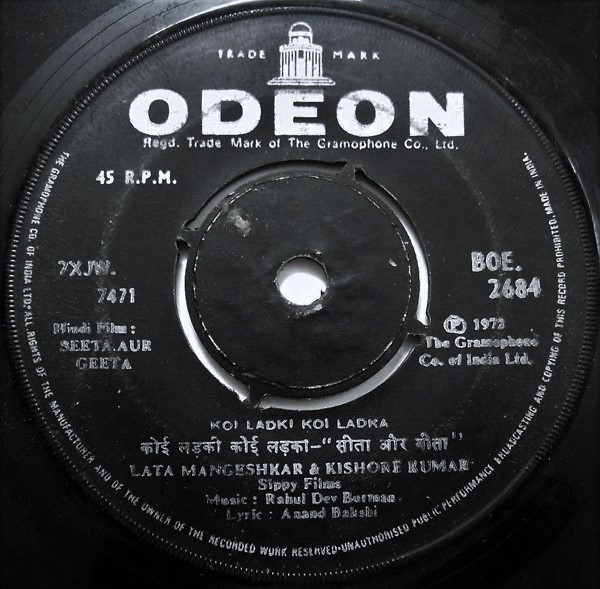 TRADE MARK
ODEON
Regd. Trade Mark of The Gramophone Co., Ltd.
45 R.P.M.
7XJW.
7471
Hindi Film:
SEETA AUR
GEETA
BOE.
2684
Ⓟ 1972
The Gramophone
Co. of India Ltd.
KOI LADKI KOI LADKA
कोई लड़की कोई लड़का-"सीता और गीता"
LATA MANGESHKAR & KISHORE KUMAR
Sippy Films
Music : Rahul Dev Burman
Lyric : Anand Bakshi
THE GRAMOPHONE CO. OF INDIA LTD: ALL RIGHTS OF THE MANUFACTURER AND OF THE OWNER OF THE RECORDED WORK RESERVED·UNAUTHORISED PUBLIC PERFORMANCE BROADCASTING AND COPYING OF THIS RECORD PROHIBITED. MADE IN INDIA.